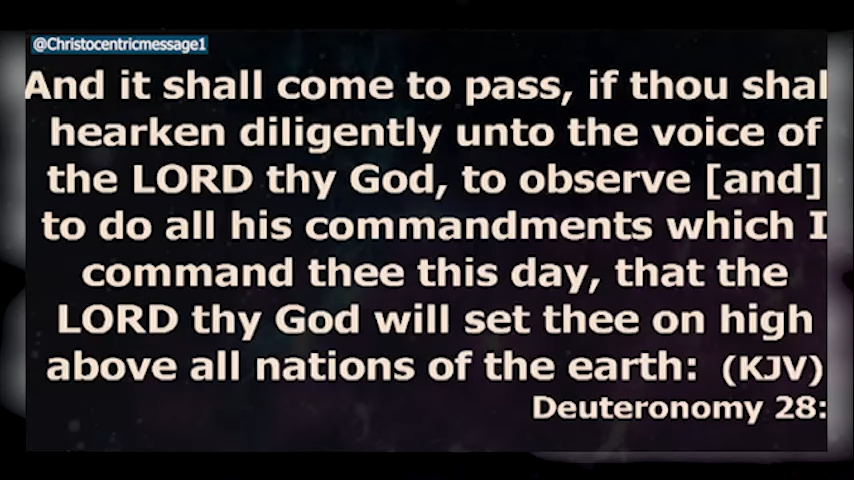 @Christocentricmessage1
And it shall come to pass, if thou shal
hearken diligently unto the voice of
the LORD thy God, to observe [and]
to do all his commandments which I
command thee this day, that the
LORD thy God will set thee on high
above all nations of the earth: (KJV)
Deuteronomy 28: